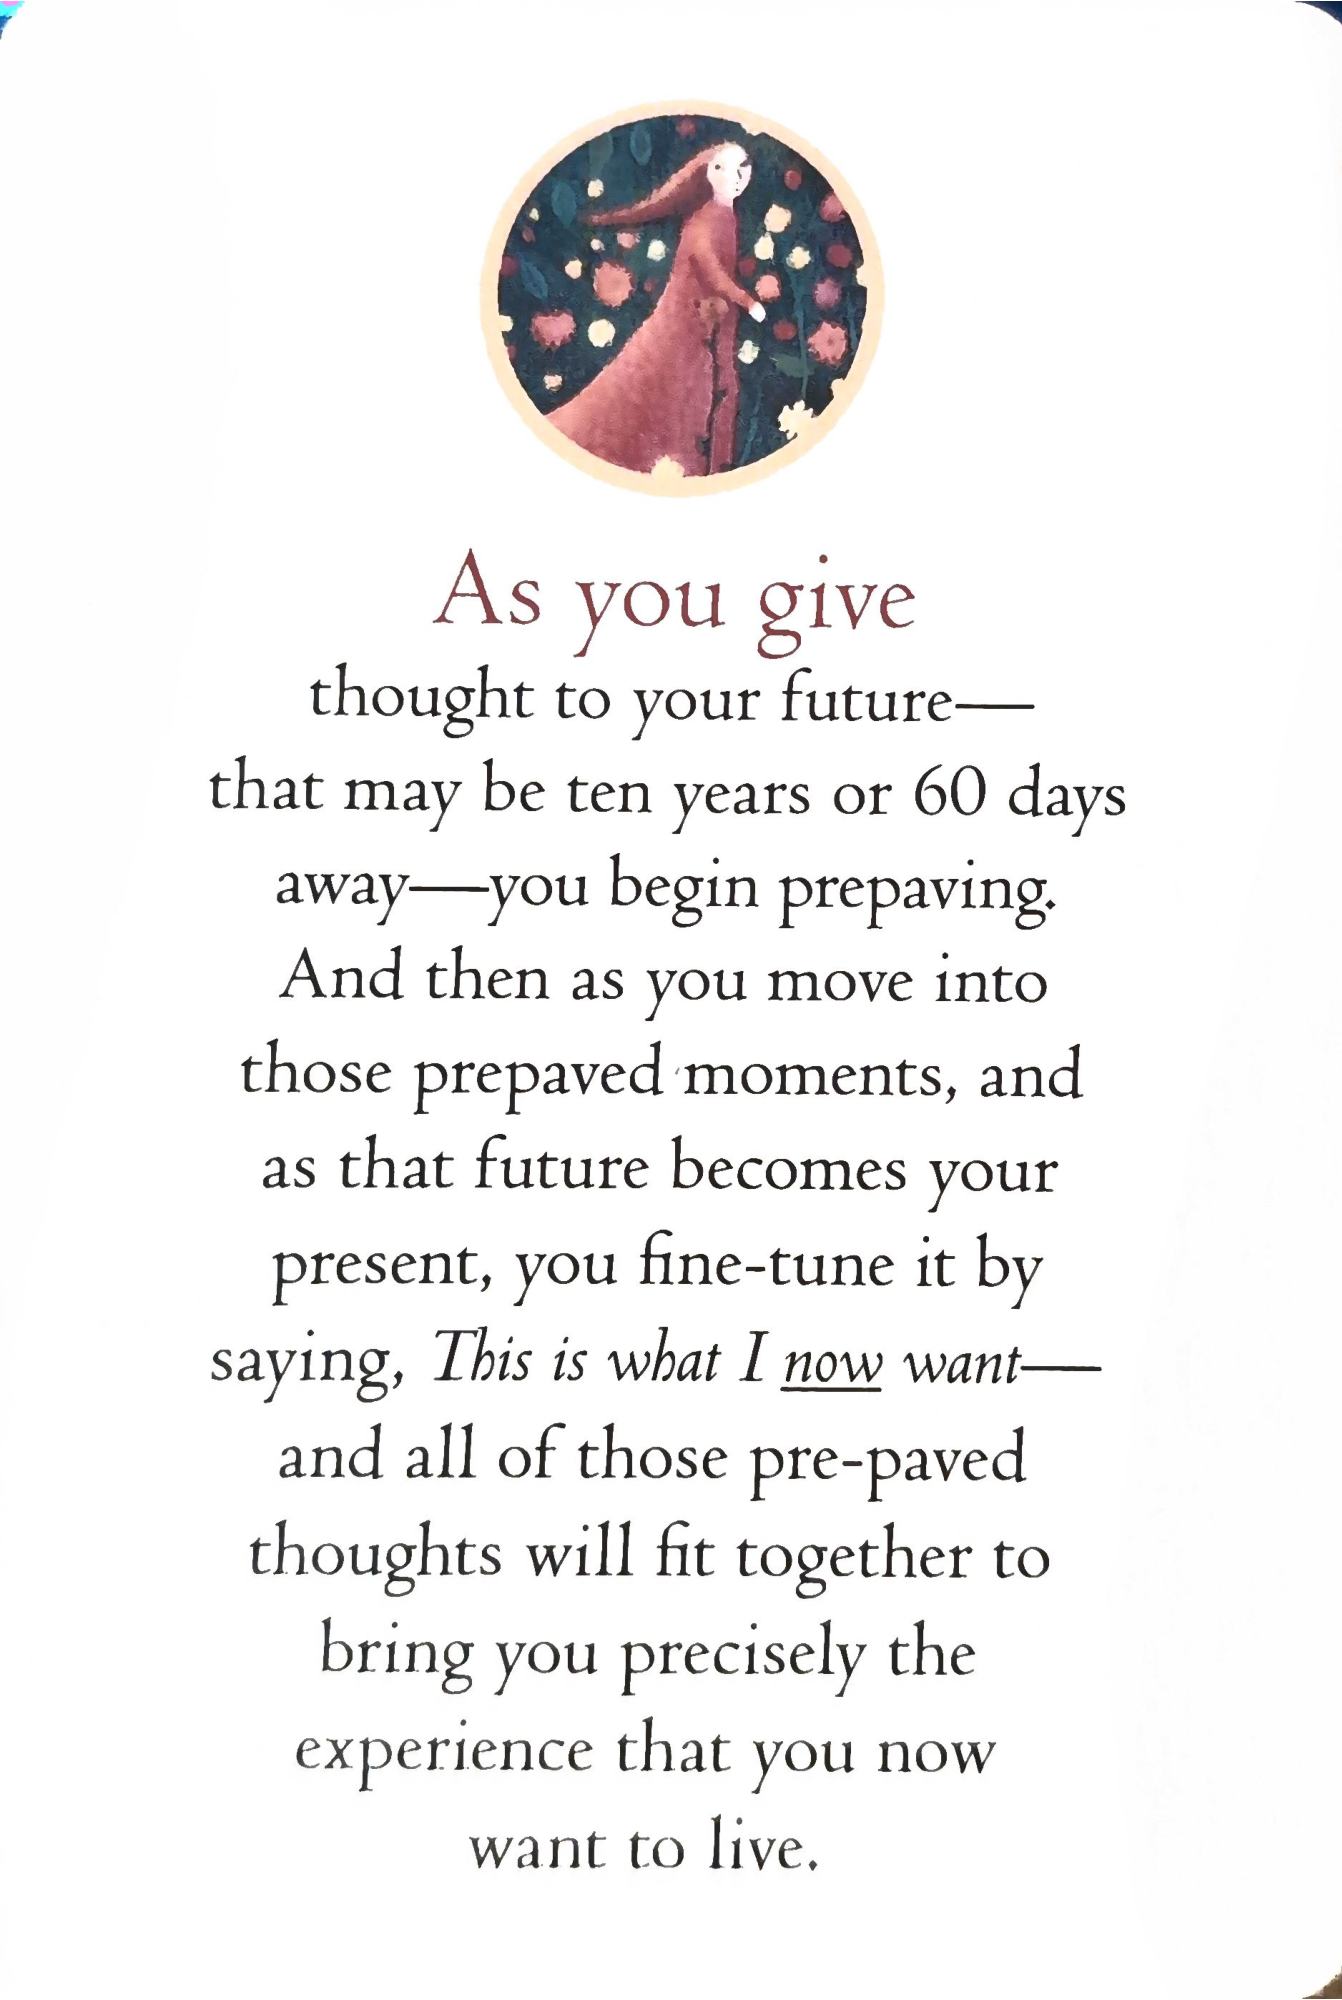 As you give
thought to your future—
that may be ten years or 60 days
away—you begin prepaving.
And then as you move into
those prepaved moments, and
as that future becomes your
present, you fine-tune it by
saying, This is what I now want—
and all of those pre-paved
thoughts will fit together to
bring you precisely the
experience that you now
want to live.